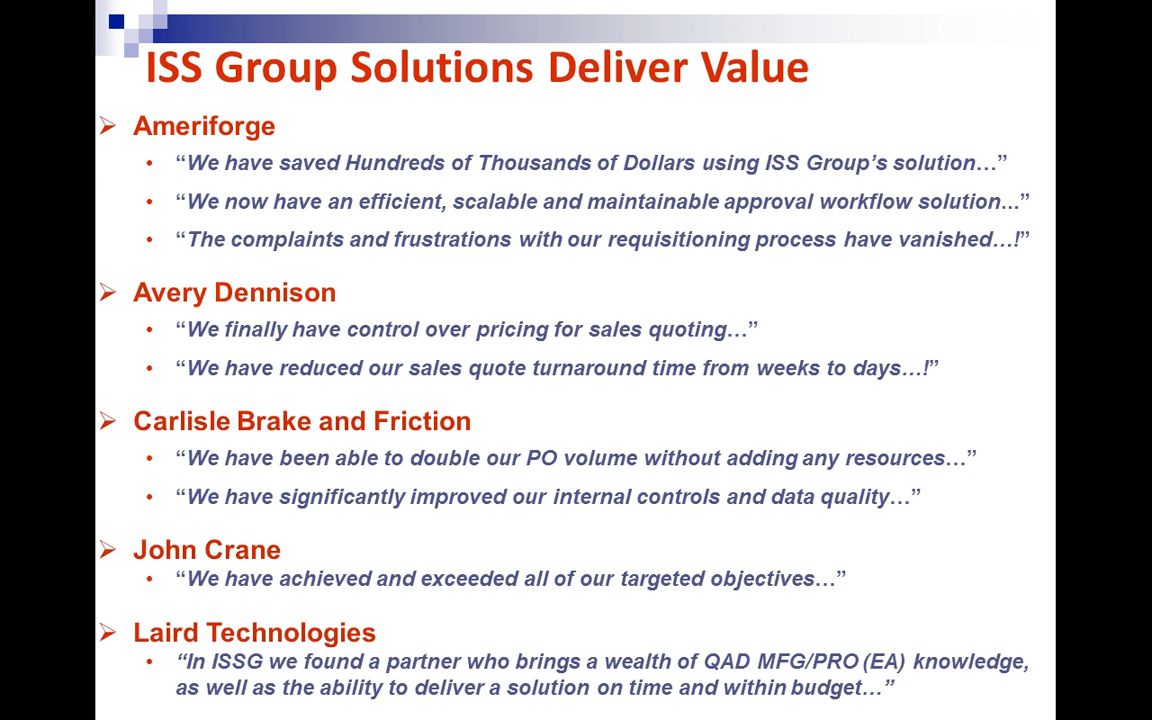 ISS Group Solutions Deliver Value
Ameriforge
“We have saved Hundreds of Thousands of Dollars using ISS Group’s solution…”
“We now have an efficient, scalable and maintainable approval workflow solution...”
“The complaints and frustrations with our requisitioning process have vanished…!”
Avery Dennison
“We finally have control over pricing for sales quoting…”
“We have reduced our sales quote turnaround time from weeks to days…!”
Carlisle Brake and Friction
“We have been able to double our PO volume without adding any resources…”
“We have significantly improved our internal controls and data quality…”
John Crane
“We have achieved and exceeded all of our targeted objectives…”
Laird Technologies
“In ISSG we found a partner who brings a wealth of QAD MFG/PRO (EA) knowledge,
as well as the ability to deliver a solution on time and within budget…”